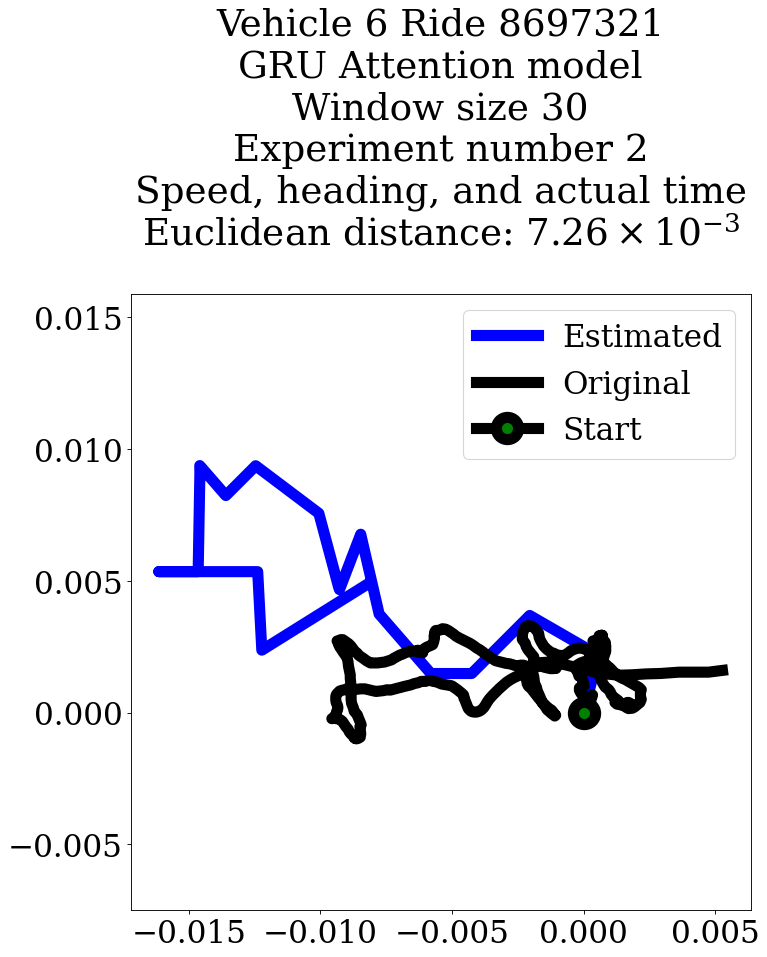 Vehicle 6 Ride 8697321
GRU Attention model
Window size 30
Experiment number 2
Speed, heading, and actual time
Euclidean distance: 7.26 × 10⁻³
Estimated
Original
Start
0.015
0.010
0.005
0.000
−0.005
−0.015 −0.010 −0.005 0.000 0.005